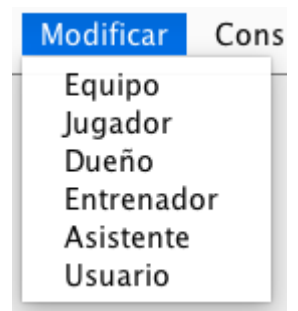 Modificar Cons
Equipo
Jugador
Dueño
Entrenador
Asistente
Usuario